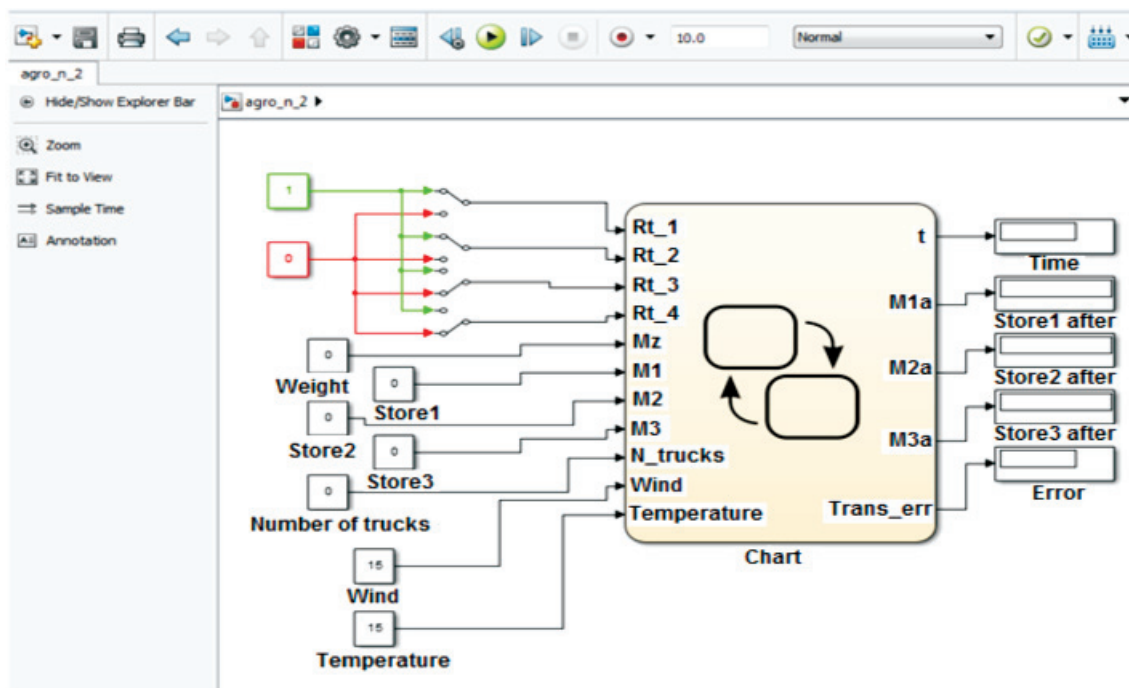 10.0
Normal
agro_n_2
Hide/Show Explorer Bar
agro_n_2
Zoom
Fit to View
Sample Time
Annotation
1
0
Rt_1
Rt_2
Rt_3
Rt_4
Mz
M1
M2
M3
N_trucks
Wind
Temperature
t
M1a
M2a
M3a
Trans_err
Chart
Time
Store1 after
Store2 after
Store3 after
Error
0
Weight
0
Store1
0
Store2
0
Store3
0
Number of trucks
15
Wind
15
Temperature